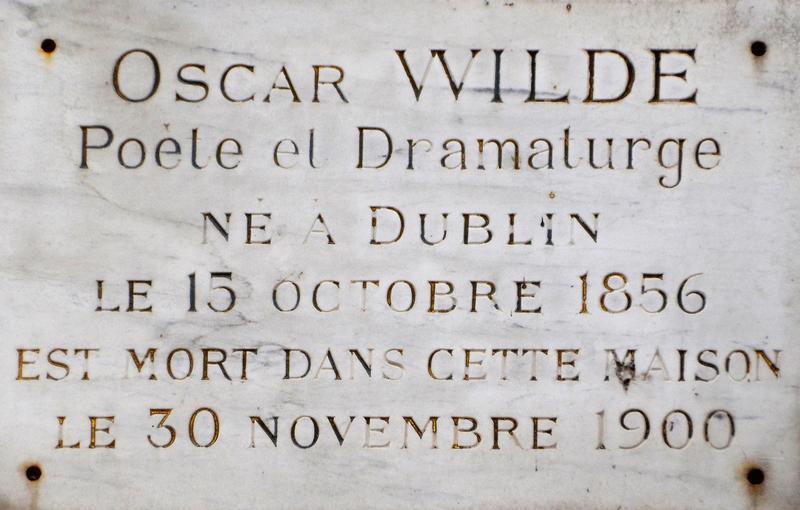 OSCAR WILDE
Poète et Dramaturge
NÉ À DUBLIN
LE 15 OCTOBRE 1856
EST MORT DANS CETTE MAISON
LE 30 NOVEMBRE 1900